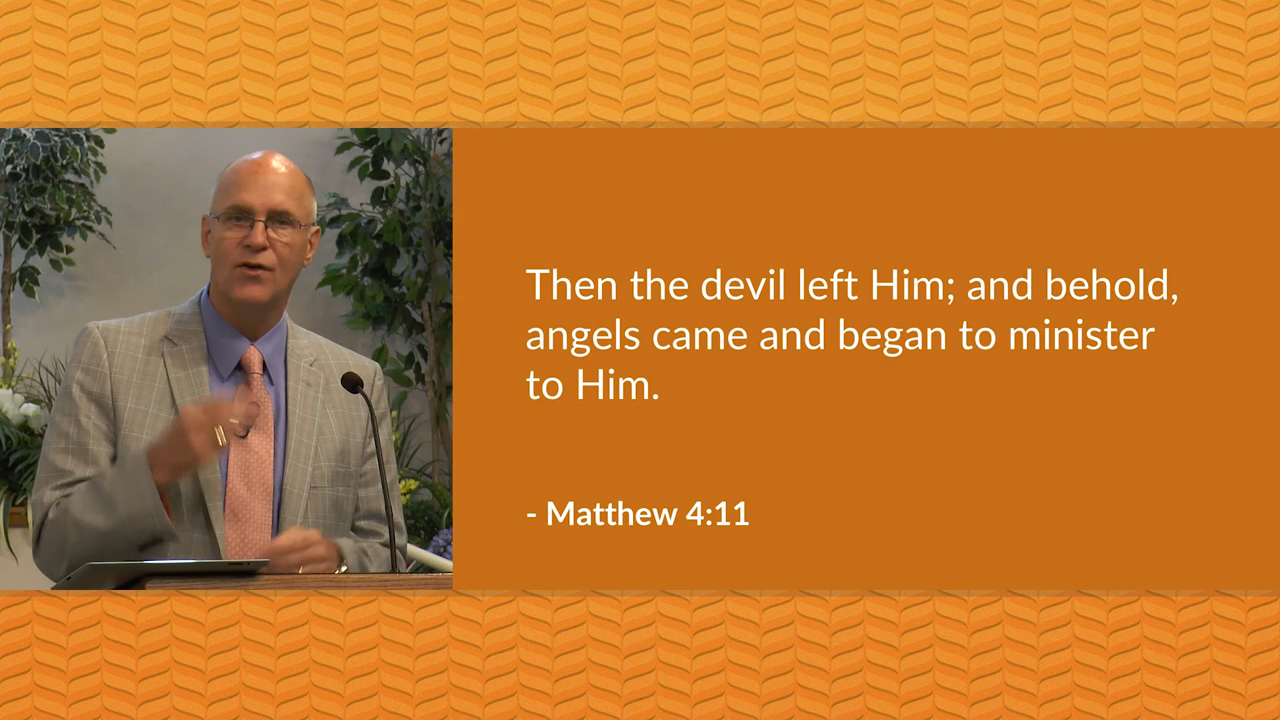 Then the devil left Him; and behold,
angels came and began to minister
to Him.
- Matthew 4:11